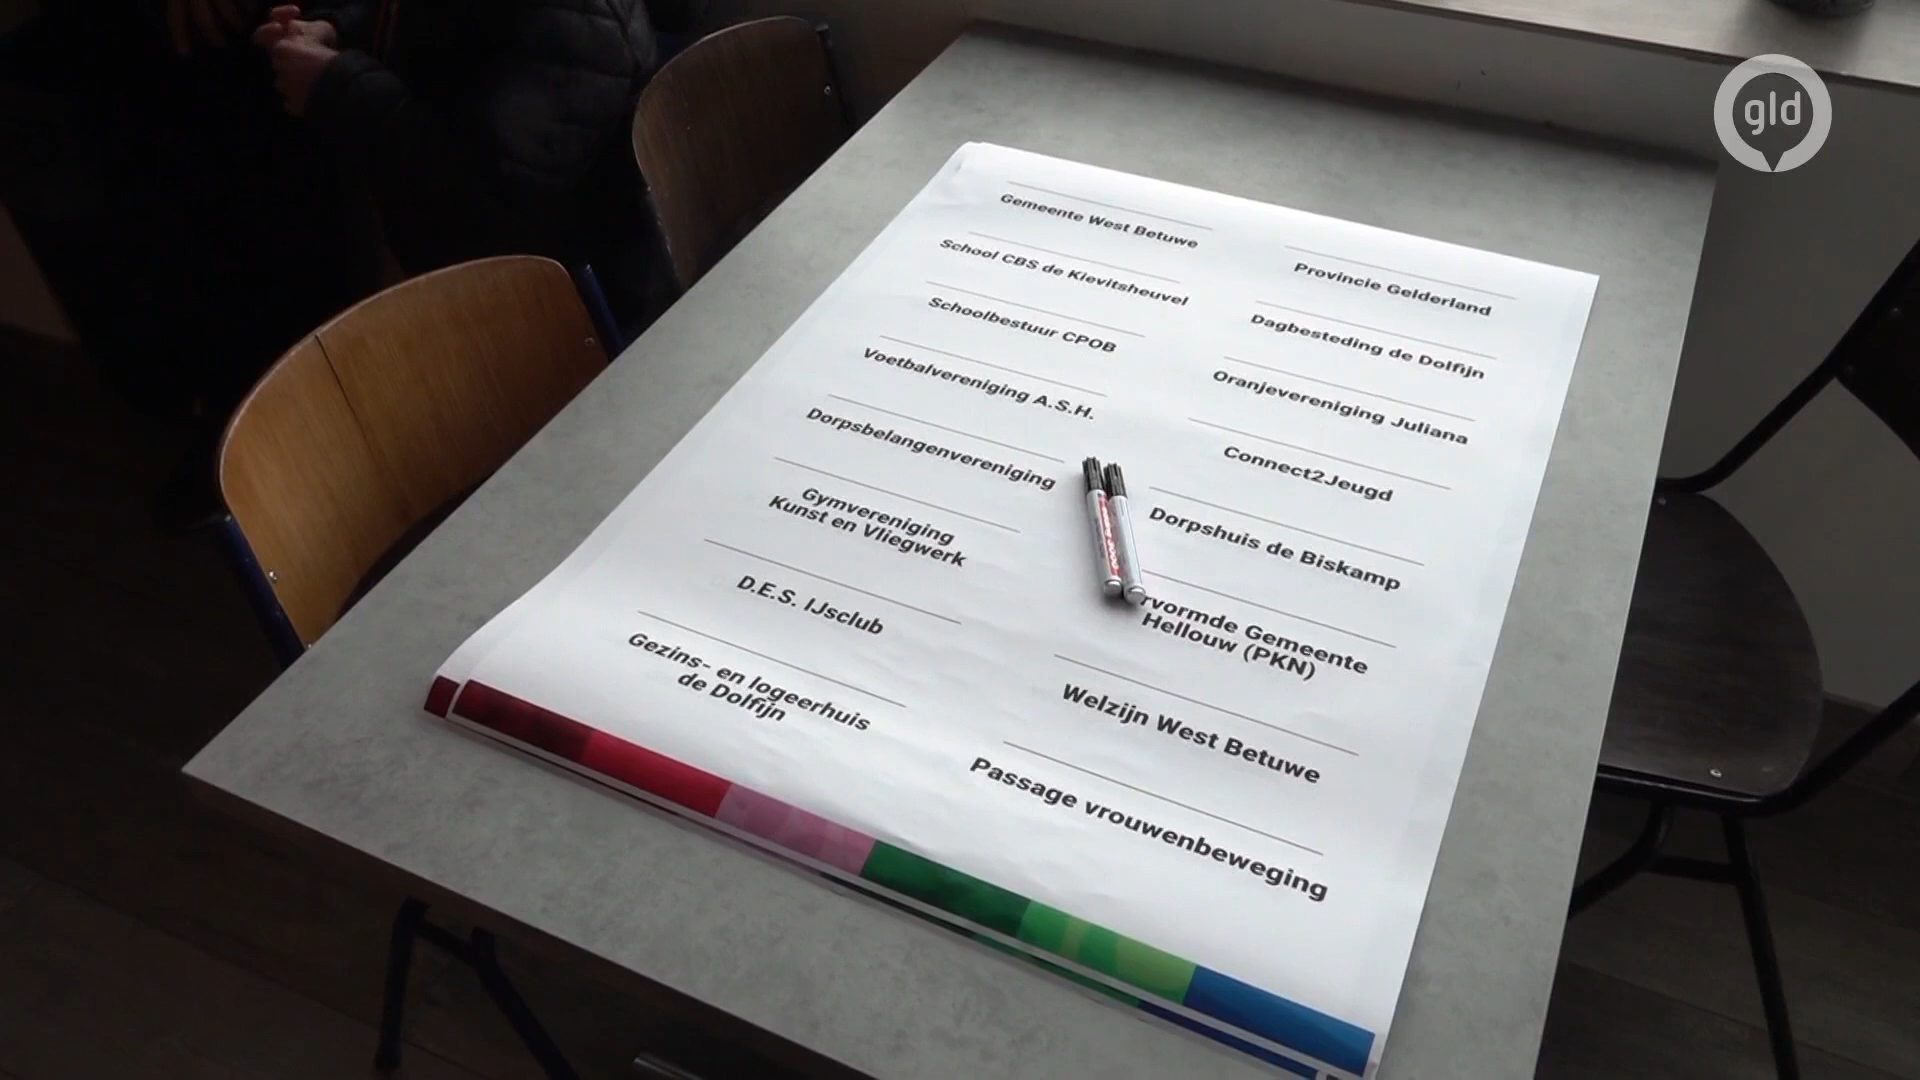 gld
Gemeente West Betuwe
School CBS de Kievitsheuvel
Schoolbestuur CPOB
Voetbalvereniging A.S.H.
Dorpsbelangenvereniging
Gymvereniging
Kunst en Vliegwerk
D.E.S. IJsclub
Gezins- en logeerhuis
de Dolfijn
Provincie Gelderland
Dagbesteding de Dolfijn
Oranjevereniging Juliana
Connect2Jeugd
Dorpshuis de Biskamp
rvormde Gemeente
Hellouw (PKN)
Welzijn West Betuwe
Passage vrouwenbeweging